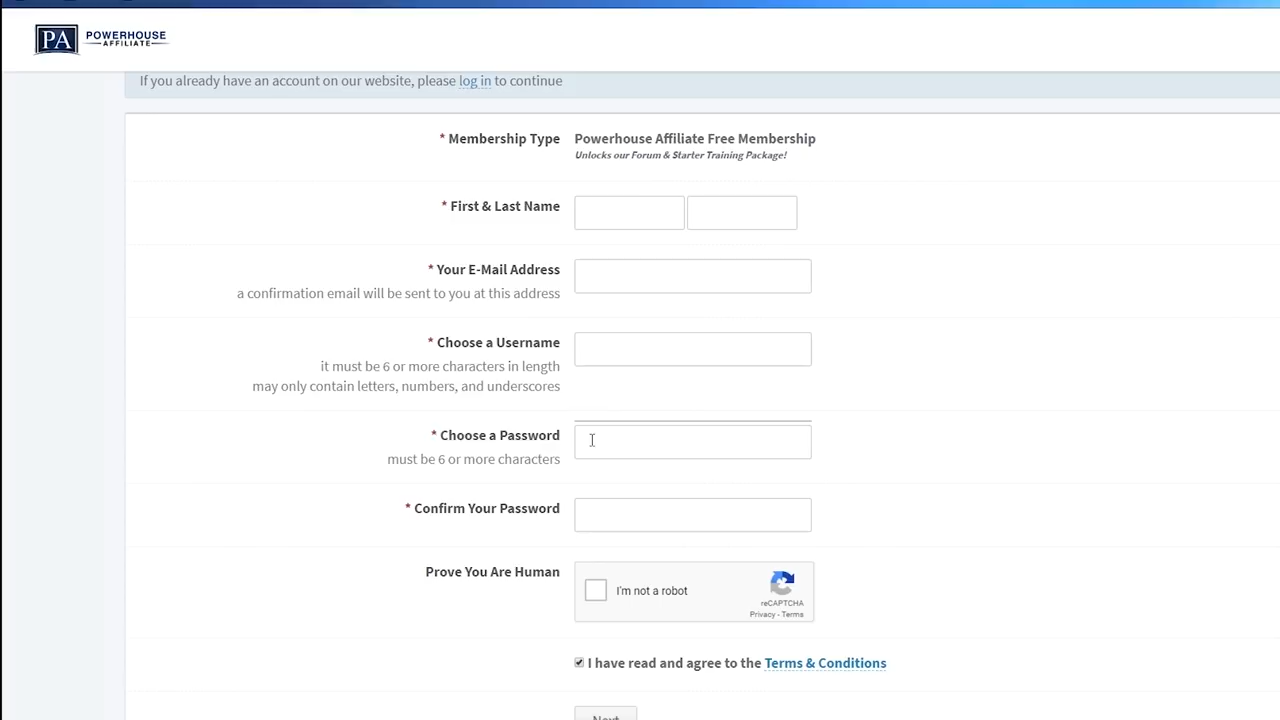 PA POWERHOUSE
AFFILIATE
If you already have an account on our website, please log in to continue
* Membership Type
Powerhouse Affiliate Free Membership
Unlocks our Forum & Starter Training Package!
* First & Last Name
* Your E-Mail Address
a confirmation email will be sent to you at this address
* Choose a Username
it must be 6 or more characters in length
may only contain letters, numbers, and underscores
* Choose a Password
must be 6 or more characters
* Confirm Your Password
Prove You Are Human
I'm not a robot
reCAPTCHA
Privacy - Terms
I have read and agree to the Terms & Conditions
Next